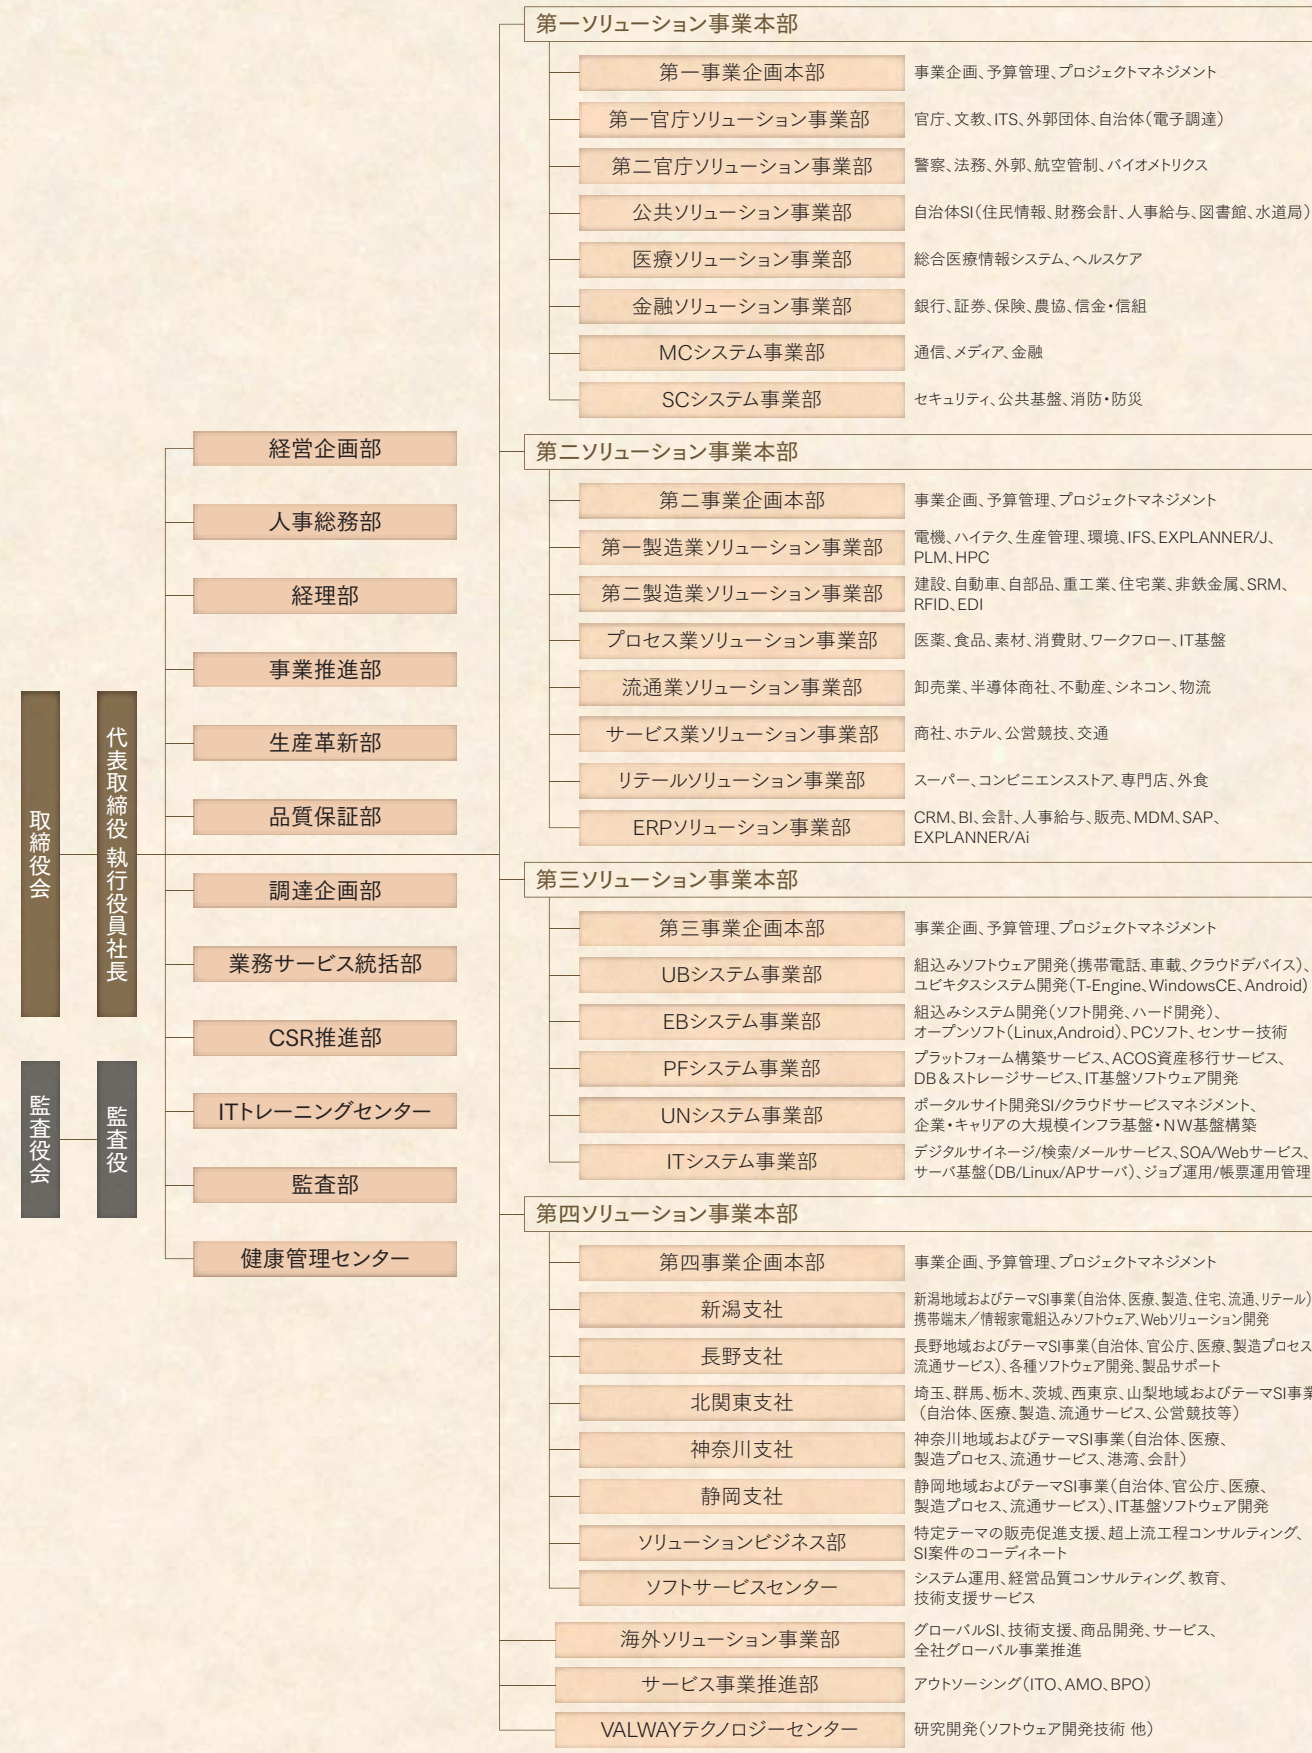 取締役会
代表取締役 執行役員社長
監査役会
監査役
経営企画部
人事総務部
経理部
事業推進部
生産革新部
品質保証部
調達企画部
業務サービス統括部
CSR推進部
ITトレーニングセンター
監査部
健康管理センター
第一ソリューション事業本部
第一事業企画本部
事業企画、予算管理、プロジェクトマネジメント
第一官庁ソリューション事業部
官庁、文教、ITS、外郭団体、自治体(電子調達)
第二官庁ソリューション事業部
警察、法務、外郭、航空管制、バイオメトリクス
公共ソリューション事業部
自治体SI(住民情報、財務会計、人事給与、図書館、水道局)
医療ソリューション事業部
総合医療情報システム、ヘルスケア
金融ソリューション事業部
銀行、証券、保険、農協、信金・信組
MCシステム事業部
通信、メディア、金融
SCシステム事業部
セキュリティ、公共基盤、消防・防災
第二ソリューション事業本部
第二事業企画本部
事業企画、予算管理、プロジェクトマネジメント
第一製造業ソリューション事業部
電機、ハイテク、生産管理、環境、IFS、EXPLANNER/J、
PLM、HPC
第二製造業ソリューション事業部
建設、自動車、自部品、重工業、住宅業、非鉄金属、SRM、
RFID、EDI
プロセス業ソリューション事業部
医薬、食品、素材、消費財、ワークフロー、IT基盤
流通業ソリューション事業部
卸売業、半導体商社、不動産、シネコン、物流
サービス業ソリューション事業部
商社、ホテル、公営競技、交通
リテールソリューション事業部
スーパー、コンビニエンスストア、専門店、外食
ERPソリューション事業部
CRM、BI、会計、人事給与、販売、MDM、SAP、
EXPLANNER/Ai
第三ソリューション事業本部
第三事業企画本部
事業企画、予算管理、プロジェクトマネジメント
UBシステム事業部
組込みソフトウェア開発(携帯電話、車載、クラウドデバイス)、
ユビキタスシステム開発(T-Engine、WindowsCE、Android)
EBシステム事業部
組込みシステム開発(ソフト開発、ハード開発)、
オープンソフト(Linux,Android)、PCソフト、センサー技術
PFシステム事業部
プラットフォーム構築サービス、ACOS資産移行サービス、
DB&ストレージサービス、IT基盤ソフトウェア開発
UNシステム事業部
ポータルサイト開発SI/クラウドサービスマネジメント、
企業・キャリアの大規模インフラ基盤・NW基盤構築
ITシステム事業部
デジタルサイネージ/検索/メールサービス、SOA/Webサービス、
サーバ基盤(DB/Linux/APサーバ)、ジョブ運用/帳票運用管理
第四ソリューション事業本部
第四事業企画本部
事業企画、予算管理、プロジェクトマネジメント
新潟支社
新潟地域およびテーマSI事業(自治体、医療、製造、住宅、流通、リテール)
携帯端末/情報家電組込みソフトウェア、Webソリューション開発
長野支社
長野地域およびテーマSI事業(自治体、官公庁、医療、製造プロセス
流通サービス)、各種ソフトウェア開発、製品サポート
北関東支社
埼玉、群馬、栃木、茨城、西東京、山梨地域およびテーマSI事業
(自治体、医療、製造、流通サービス、公営競技等)
神奈川支社
神奈川地域およびテーマSI事業(自治体、医療、
製造プロセス、流通サービス、港湾、会計)
静岡支社
静岡地域およびテーマSI事業(自治体、官公庁、医療、
製造プロセス、流通サービス)、IT基盤ソフトウェア開発
ソリューションビジネス部
特定テーマの販売促進支援、超上流工程コンサルティング、
SI案件のコーディネート
ソフトサービスセンター
システム運用、経営品質コンサルティング、教育、
技術支援サービス
海外ソリューション事業部
グローバルSI、技術支援、商品開発、サービス、
全社グローバル事業推進
サービス事業推進部
アウトソーシング(ITO、AMO、BPO)
VALWAYテクノロジーセンター
研究開発(ソフトウェア開発技術 他)